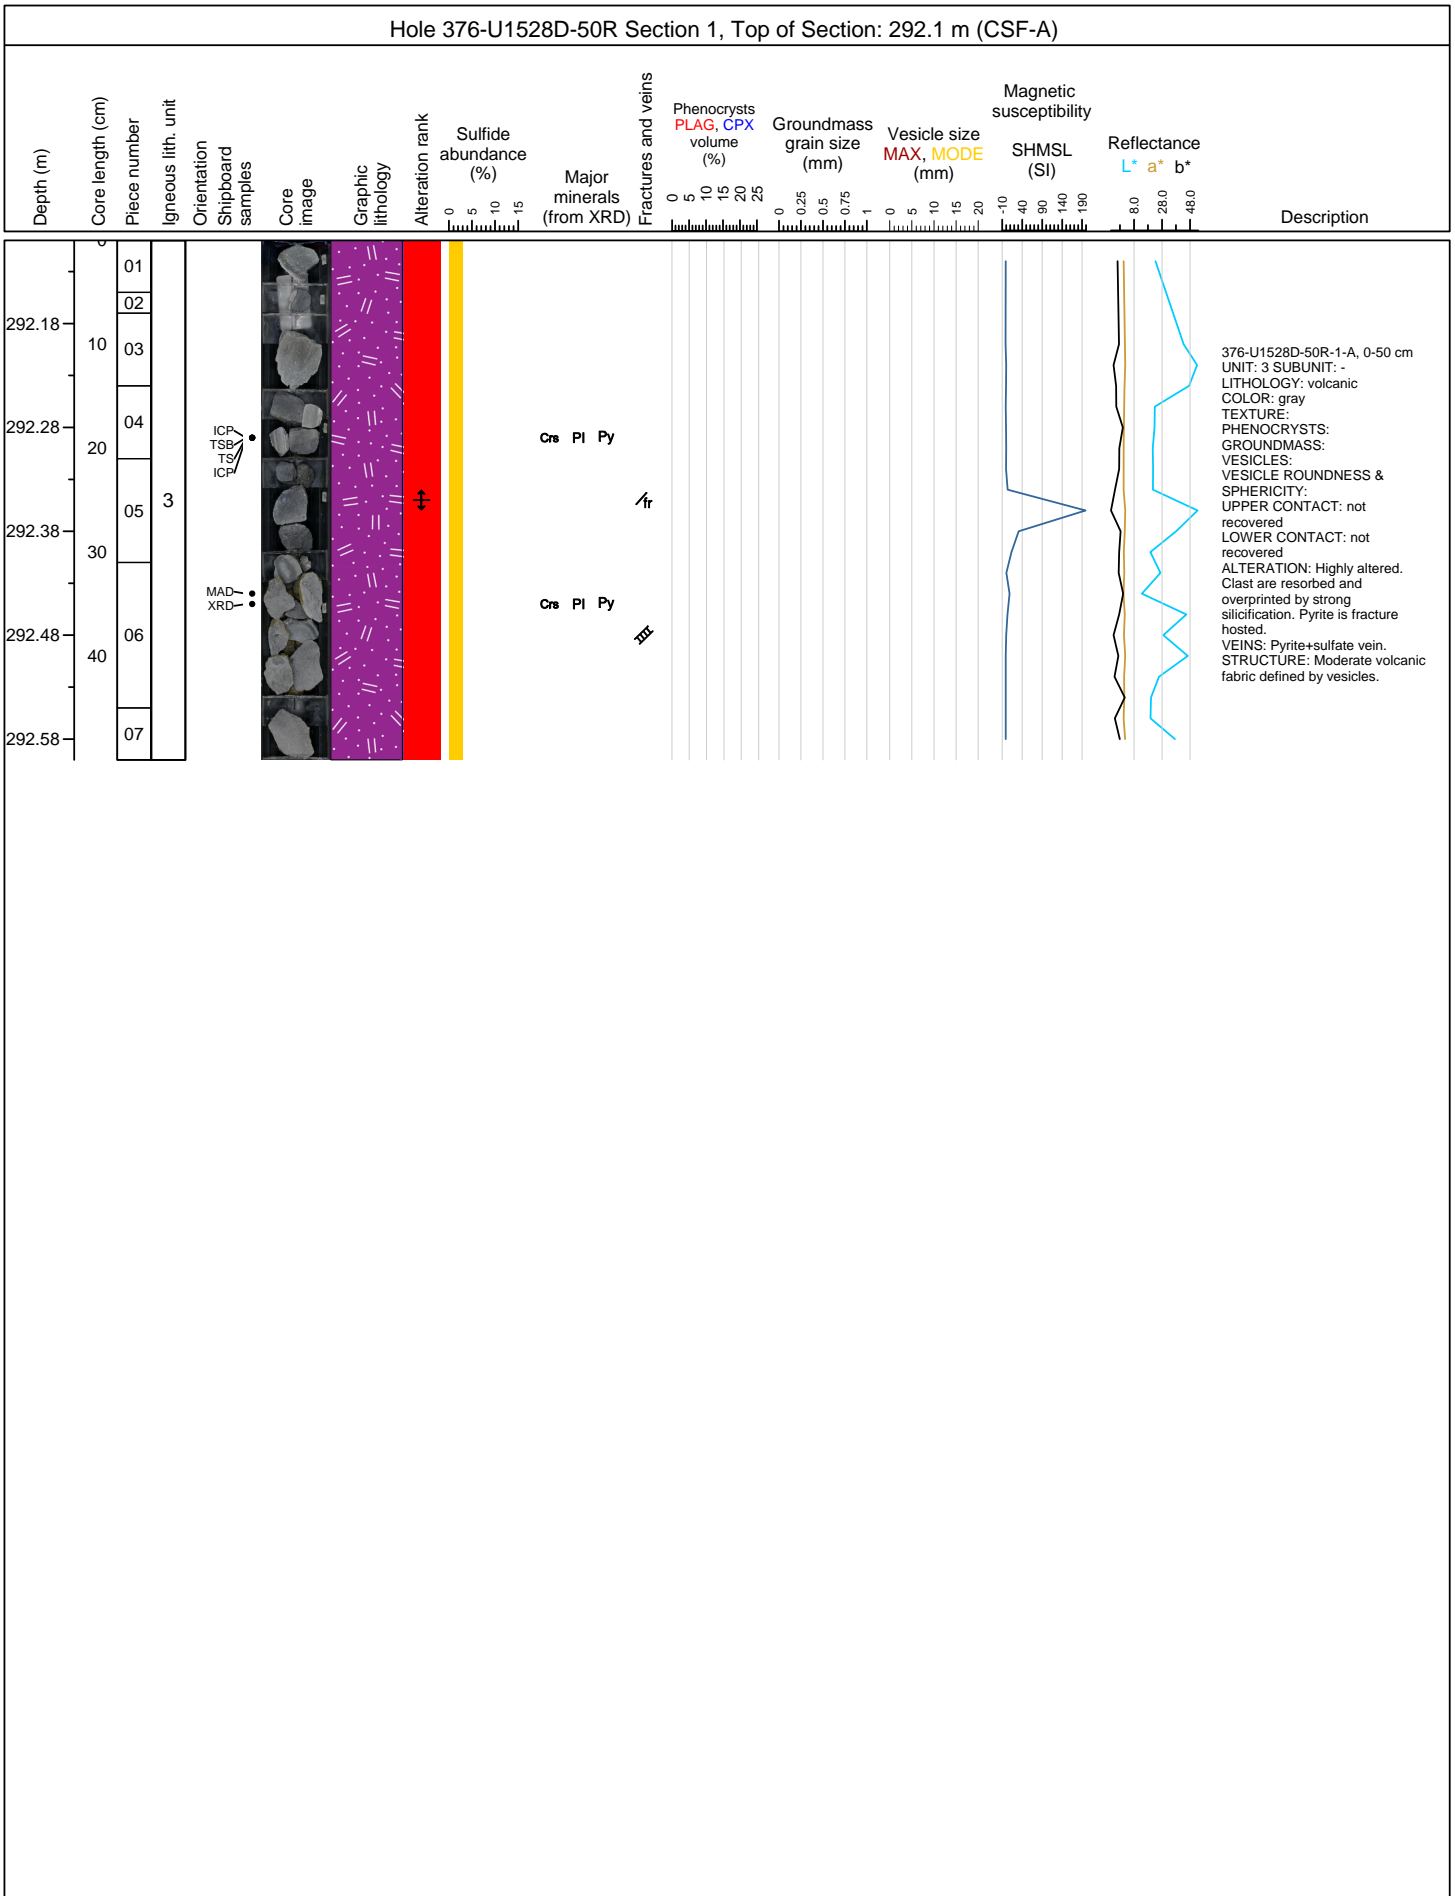 Hole 376-U1528D-50R Section 1, Top of Section: 292.1 m (CSF-A)
Depth (m)
Core length (cm)
Piece number
Igneous lith. unit
Orientation
Shipboard
samples
Core
image
Graphic
lithology
Alteration rank
Sulfide
abundance
(%)
0 5 10 15
Major
minerals
(from XRD)
Fractures and veins
Phenocrysts
PLAG, CPX
volume
(%)
0 5 10 15 20 25
Groundmass
grain size
(mm)
0 0.25 0.5 0.75 1
Vesicle size
MAX, MODE
(mm)
0 5 10 15 20
Magnetic
susceptibility
SHMSL
(SI)
-10 40 90 140 190
Reflectance
L* a* b*
8.0 28.0 48.0
Description
0
01
02
292.18
10
03
04
292.28
20
ICP
TSB
TS
ICP
Crs Pl Py
05
3
fr
292.38
30
MAD
XRD
Crs Pl Py
06
292.48
40
07
292.58
376-U1528D-50R-1-A, 0-50 cm
UNIT: 3 SUBUNIT: -
LITHOLOGY: volcanic
COLOR: gray
TEXTURE:
PHENOCRYSTS:
GROUNDMASS:
VESICLES:
VESICLE ROUNDNESS &
SPHERICITY:
UPPER CONTACT: not
recovered
LOWER CONTACT: not
recovered
ALTERATION: Highly altered.
Clast are resorbed and
overprinted by strong
silicification. Pyrite is fracture
hosted.
VEINS: Pyrite+sulfate vein.
STRUCTURE: Moderate volcanic
fabric defined by vesicles.